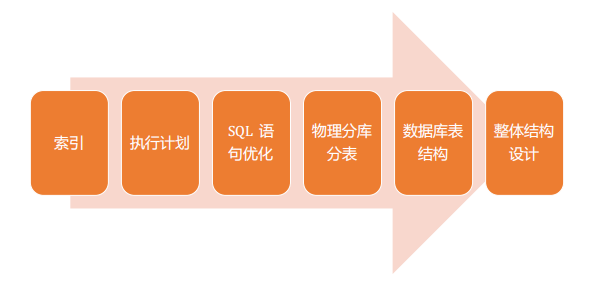 索引
执行计划
SQL 语
句优化
物理分库
分表
数据库表
结构
整体结构
设计